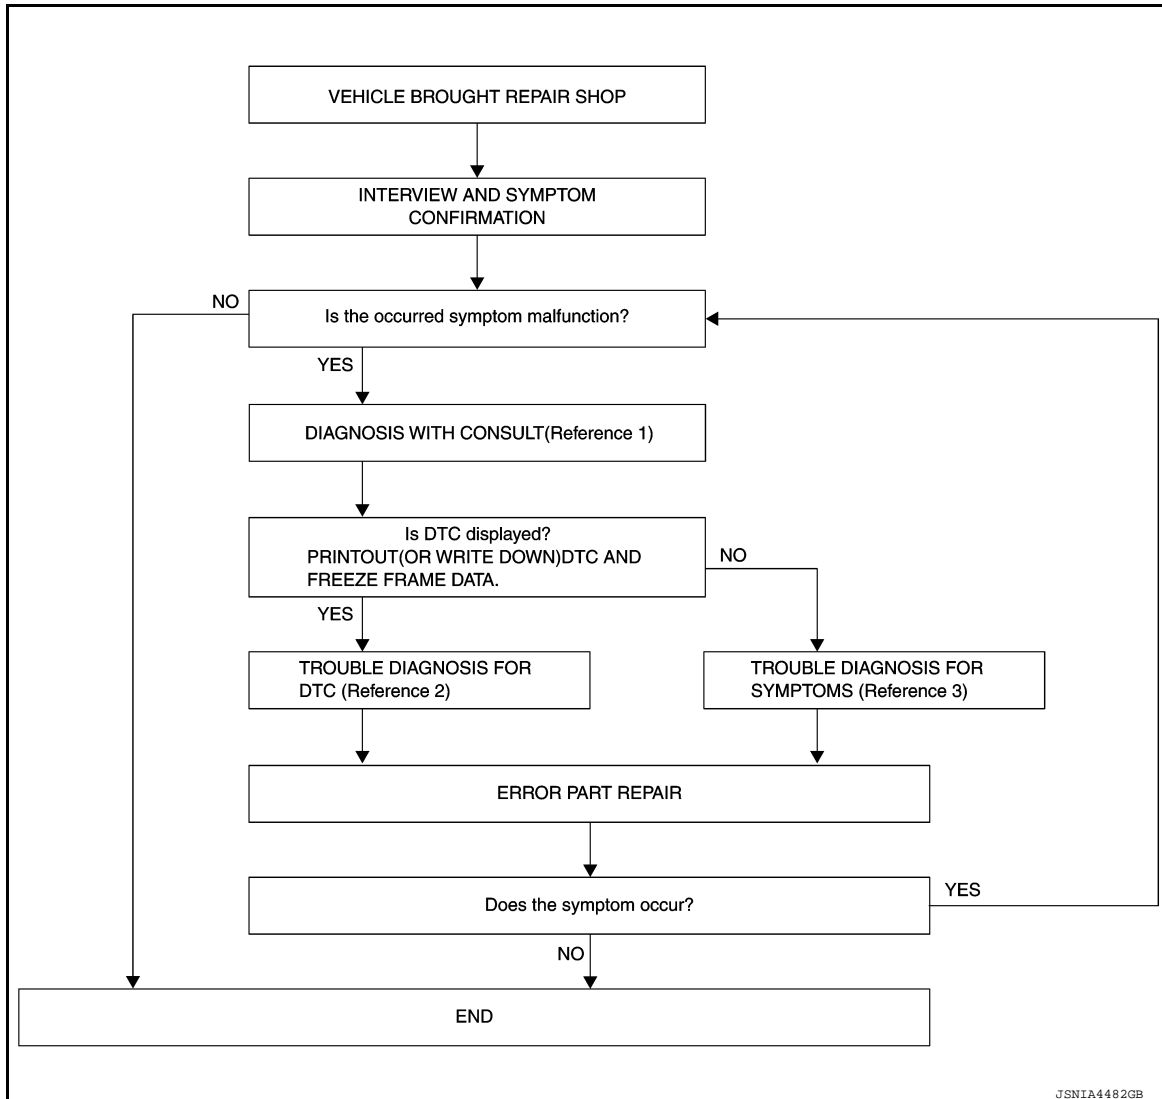 VEHICLE BROUGHT REPAIR SHOP
INTERVIEW AND SYMPTOM
CONFIRMATION
NO
Is the occurred symptom malfunction?
YES
DIAGNOSIS WITH CONSULT(Reference 1)
Is DTC displayed?
PRINTOUT(OR WRITE DOWN)DTC AND
FREEZE FRAME DATA.
NO
YES
TROUBLE DIAGNOSIS FOR
DTC (Reference 2)
TROUBLE DIAGNOSIS FOR
SYMPTOMS (Reference 3)
ERROR PART REPAIR
Does the symptom occur?
YES
NO
END
JSNIA4482GB